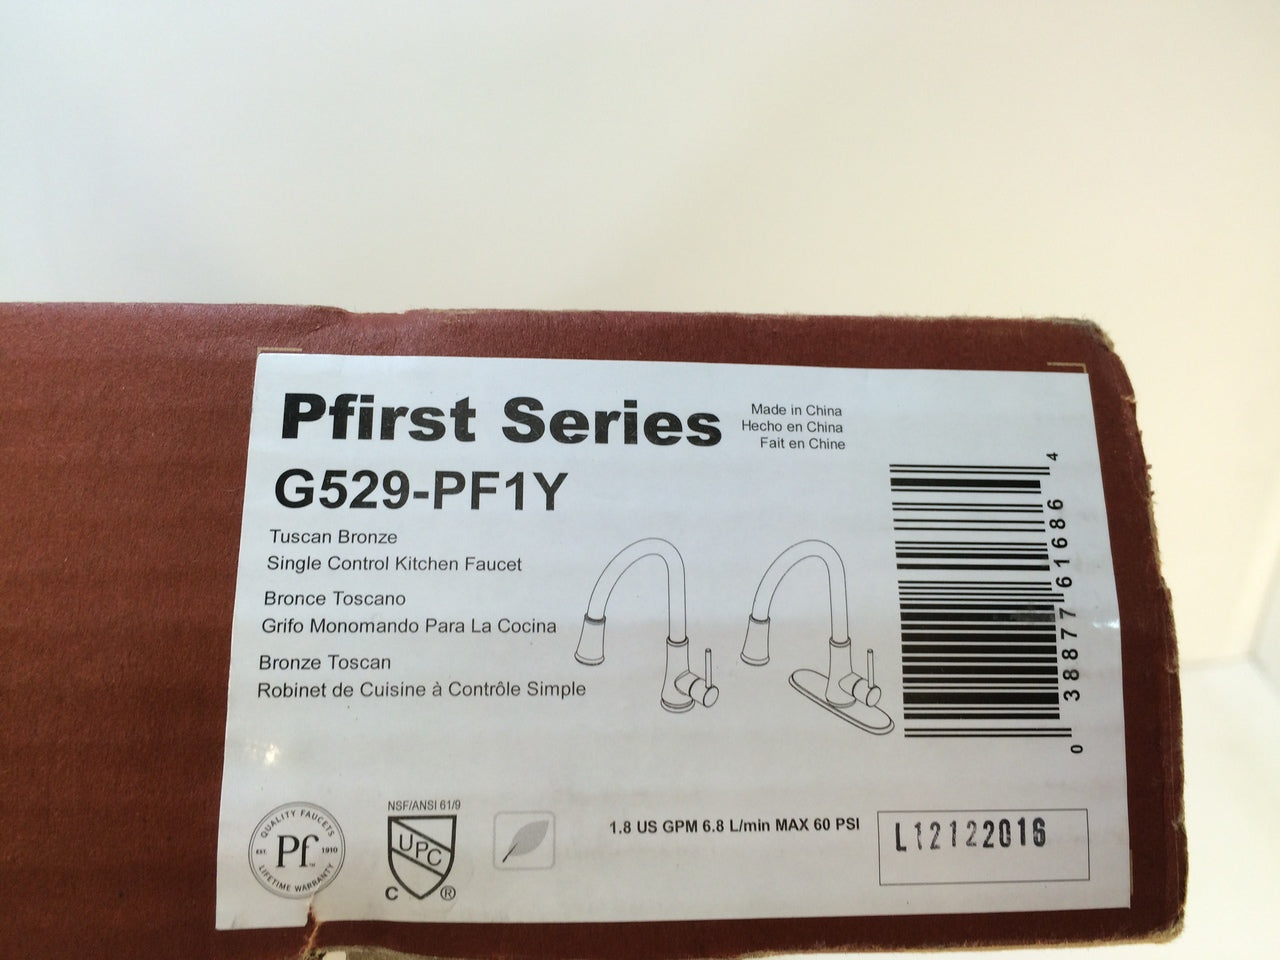 Pfirst Series
Made in China
Hecho en China
Fait en Chine
G529-PF1Y
Tuscan Bronze
Single Control Kitchen Faucet
Bronce Toscano
Grifo Monomando Para La Cocina
Bronze Toscan
Robinet de Cuisine à Contrôle Simple
0 38877 61686 4
QUALITY FAUCETS
EST. Pf 1910
LIFETIME WARRANTY
NSF/ANSI 61/9
UPC
C ®
1.8 US GPM 6.8 L/min MAX 60 PSI
L12122016